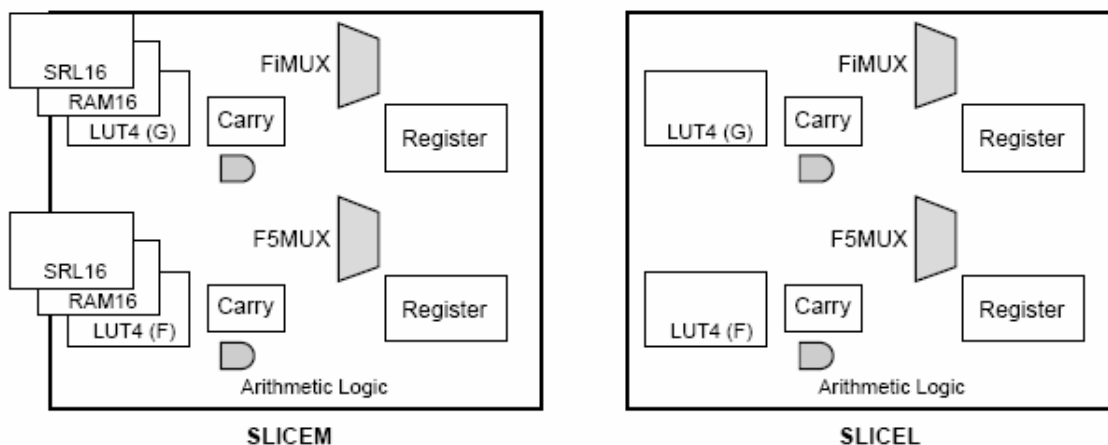 FiMUX
SRL16
RAM16
LUT4 (G)
Carry
Register
F5MUX
SRL16
RAM16
LUT4 (F)
Carry
Register
Arithmetic Logic
SLICEM
FiMUX
LUT4 (G)
Carry
Register
F5MUX
LUT4 (F)
Carry
Register
Arithmetic Logic
SLICEL